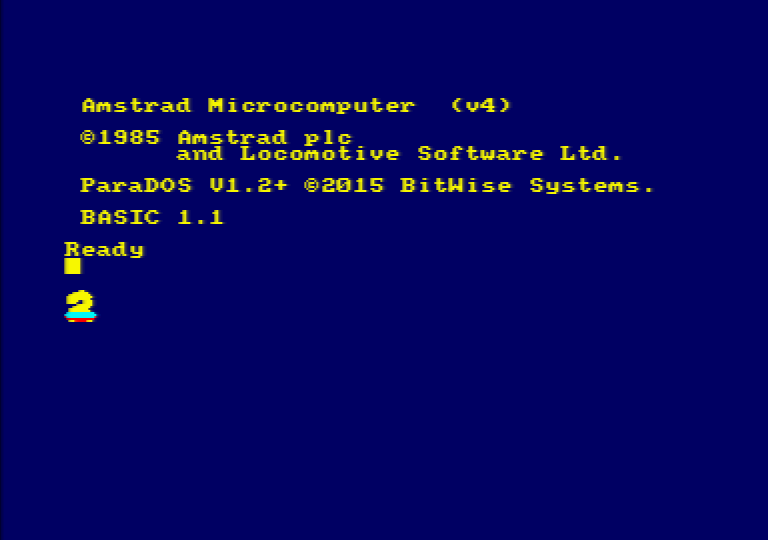 Amstrad Microcomputer (v4)
©1985 Amstrad plc
and Locomotive Software Ltd.
ParaDOS V1.2+ ©2015 BitWise Systems.
BASIC 1.1
Ready
2